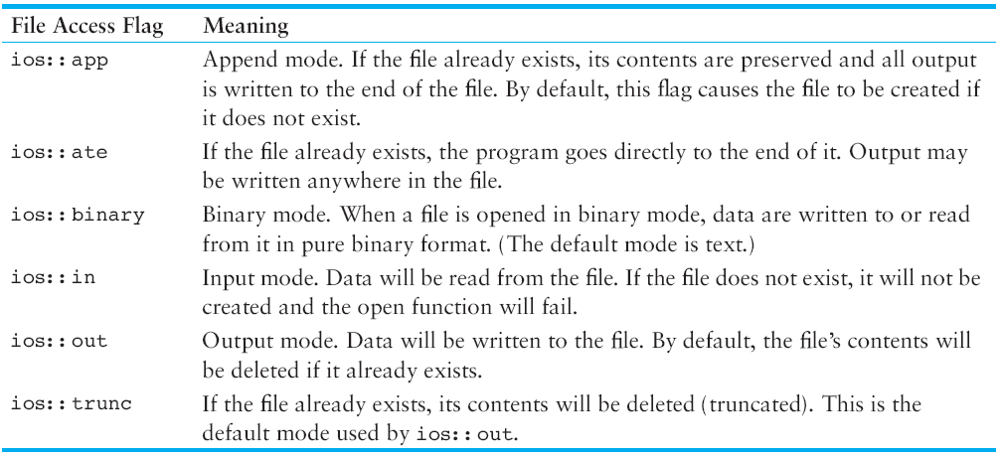 File Access Flag Meaning
ios::app Append mode. If the file already exists, its contents are preserved and all output
is written to the end of the file. By default, this flag causes the file to be created if
it does not exist.
ios::ate If the file already exists, the program goes directly to the end of it. Output may
be written anywhere in the file.
ios::binary Binary mode. When a file is opened in binary mode, data are written to or read
from it in pure binary format. (The default mode is text.)
ios::in Input mode. Data will be read from the file. If the file does not exist, it will not be
created and the open function will fail.
ios::out Output mode. Data will be written to the file. By default, the file's contents will
be deleted if it already exists.
ios::trunc If the file already exists, its contents will be deleted (truncated). This is the
default mode used by ios::out.